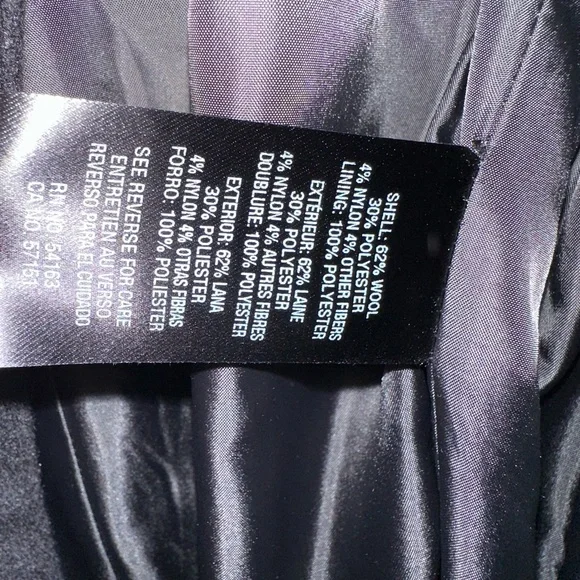 SHELL: 62% WOOL
30% POLYESTER
4% NYLON 4% OTHER FIBERS
LINING: 100% POLYESTER
EXTERIEUR: 62% LAINE
30% POLYESTER
4% NYLON 4% AUTRES FIBRES
DOUBLURE: 100% POLYESTER
EXTERIOR: 62% LANA
30% POLIESTER
4% NYLON 4% OTRAS FIBRAS
FORRO: 100% POLIESTER
SEE REVERSE FOR CARE
ENTRETIEN AU VERSO
REVERSO PARA EL CUIDADO
RN NO 54163
CA NO 57151